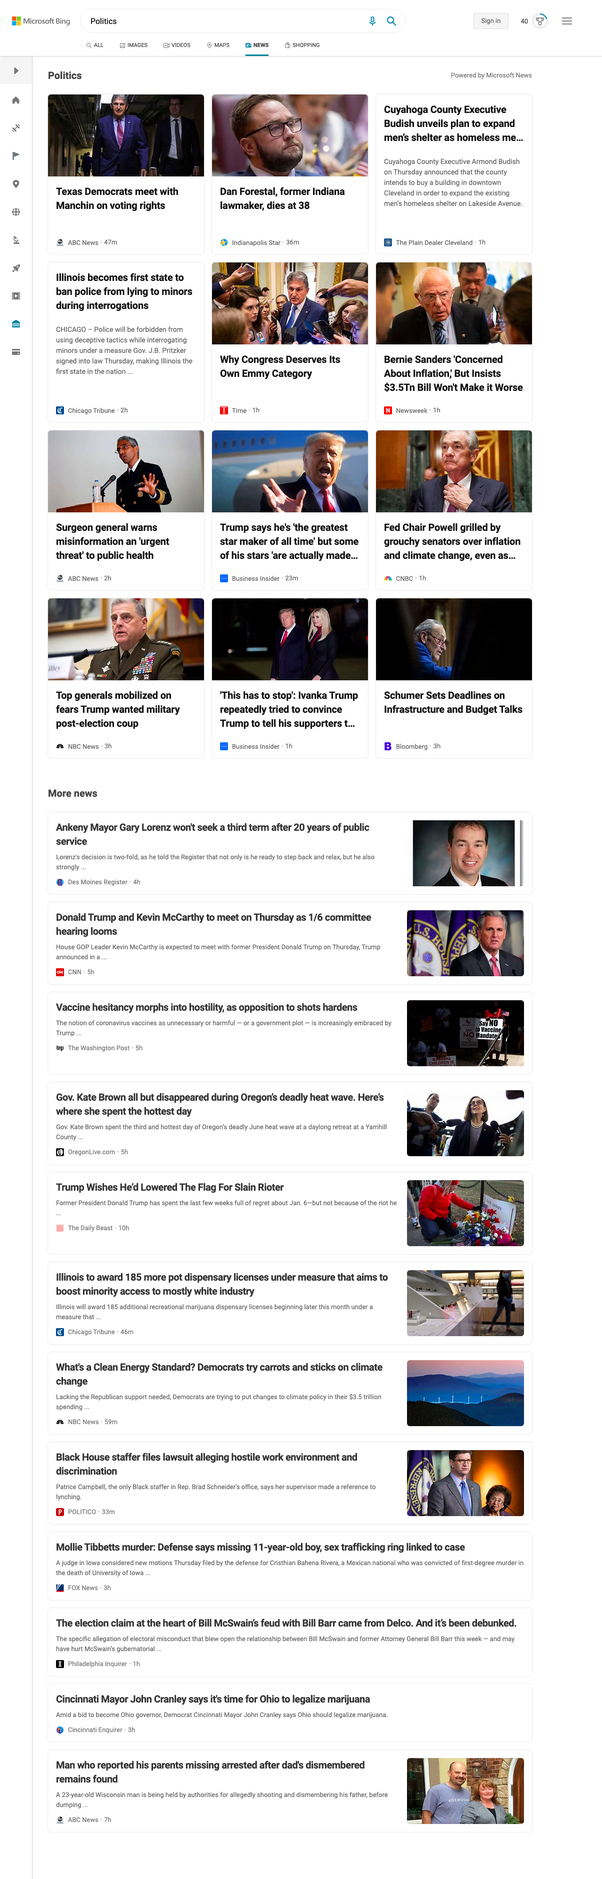 Microsoft Bing
Politics
Sign in
40
ALL
IMAGES
VIDEOS
MAPS
NEWS
SHOPPING
Politics
Powered by Microsoft News
Texas Democrats meet with
Manchin on voting rights
ABC News · 47m
Dan Forestal, former Indiana
lawmaker, dies at 38
Indianapolis Star · 36m
Cuyahoga County Executive
Budish unveils plan to expand
men's shelter as homeless me...
Cuyahoga County Executive Armond Budish
on Thursday announced that the county
intends to buy a building in downtown
Cleveland in order to expand the existing
men's homeless shelter on Lakeside Avenue.
The Plain Dealer Cleveland · 1h
Illinois becomes first state to
ban police from lying to minors
during interrogations
CHICAGO – Police will be forbidden from
using deceptive tactics while interrogating
minors under a measure Gov. J.B. Pritzker
signed into law Thursday, making Illinois the
first state in the nation ...
Chicago Tribune · 2h
Why Congress Deserves Its
Own Emmy Category
Time · 1h
Bernie Sanders 'Concerned
About Inflation,' But Insists
$3.5Tn Bill Won't Make it Worse
Newsweek · 1h
Surgeon general warns
misinformation an 'urgent
threat' to public health
ABC News · 2h
Trump says he's 'the greatest
star maker of all time' but some
of his stars 'are actually made...
Business Insider · 23m
Fed Chair Powell grilled by
grouchy senators over inflation
and climate change, even as...
CNBC · 1h
Top generals mobilized on
fears Trump wanted military
post-election coup
NBC News · 3h
'This has to stop': Ivanka Trump
repeatedly tried to convince
Trump to tell his supporters t...
Business Insider · 1h
Schumer Sets Deadlines on
Infrastructure and Budget Talks
Bloomberg · 3h
More news
Ankeny Mayor Gary Lorenz won't seek a third term after 20 years of public
service
Lorenz's decision is two-fold, as he told the Register that not only is he ready to step back and relax, but he also
strongly ...
Des Moines Register · 4h
Donald Trump and Kevin McCarthy to meet on Thursday as 1/6 committee
hearing looms
House GOP Leader Kevin McCarthy is expected to meet with former President Donald Trump on Thursday, Trump
announced in a ...
CNN · 5h
Vaccine hesitancy morphs into hostility, as opposition to shots hardens
The notion of coronavirus vaccines as unnecessary or harmful — or a government plot — is increasingly embraced by
Trump ...
The Washington Post · 5h
Gov. Kate Brown all but disappeared during Oregon's deadly heat wave. Here's
where she spent the hottest day
Gov. Kate Brown spent the third and hottest day of Oregon's deadly June heat wave at a daylong retreat at a Yamhill
County ...
OregonLive.com · 5h
Trump Wishes He'd Lowered The Flag For Slain Rioter
Former President Donald Trump has spent the last few weeks full of regret about Jan. 6—but not because of the riot he
...
The Daily Beast · 10h
Illinois to award 185 more pot dispensary licenses under measure that aims to
boost minority access to mostly white industry
Illinois will award 185 additional recreational marijuana dispensary licenses beginning later this month under a
measure that ...
Chicago Tribune · 46m
What's a Clean Energy Standard? Democrats try carrots and sticks on climate
change
Lacking the Republican support needed, Democrats are trying to put changes to climate policy in their $3.5 trillion
spending ...
NBC News · 59m
Black House staffer files lawsuit alleging hostile work environment and
discrimination
Patrice Campbell, the only Black staffer in Rep. Brad Schneider's office, says her supervisor made a reference to
lynching.
POLITICO · 33m
Mollie Tibbetts murder: Defense says missing 11-year-old boy, sex trafficking ring linked to case
A judge in Iowa considered new motions Thursday filed by the defense for Cristhian Bahena Rivera, a Mexican national who was convicted of first-degree murder in
the death of University of Iowa ...
FOX News · 3h
The election claim at the heart of Bill McSwain's feud with Bill Barr came from Delco. And it's been debunked.
The specific allegation of electoral misconduct that blew open the relationship between Bill McSwain and former Attorney General Bill Barr this week — and may
have hurt McSwain's gubernatorial ...
Philadelphia Inquirer · 1h
Cincinnati Mayor John Cranley says it's time for Ohio to legalize marijuana
Amid a bid to become Ohio governor, Democrat Cincinnati Mayor John Cranley says Ohio should legalize marijuana.
Cincinnati Enquirer · 3h
Man who reported his parents missing arrested after dad's dismembered
remains found
A 23-year-old Wisconsin man is being held by authorities for allegedly shooting and dismembering his father, before
dumping ...
ABC News · 7h